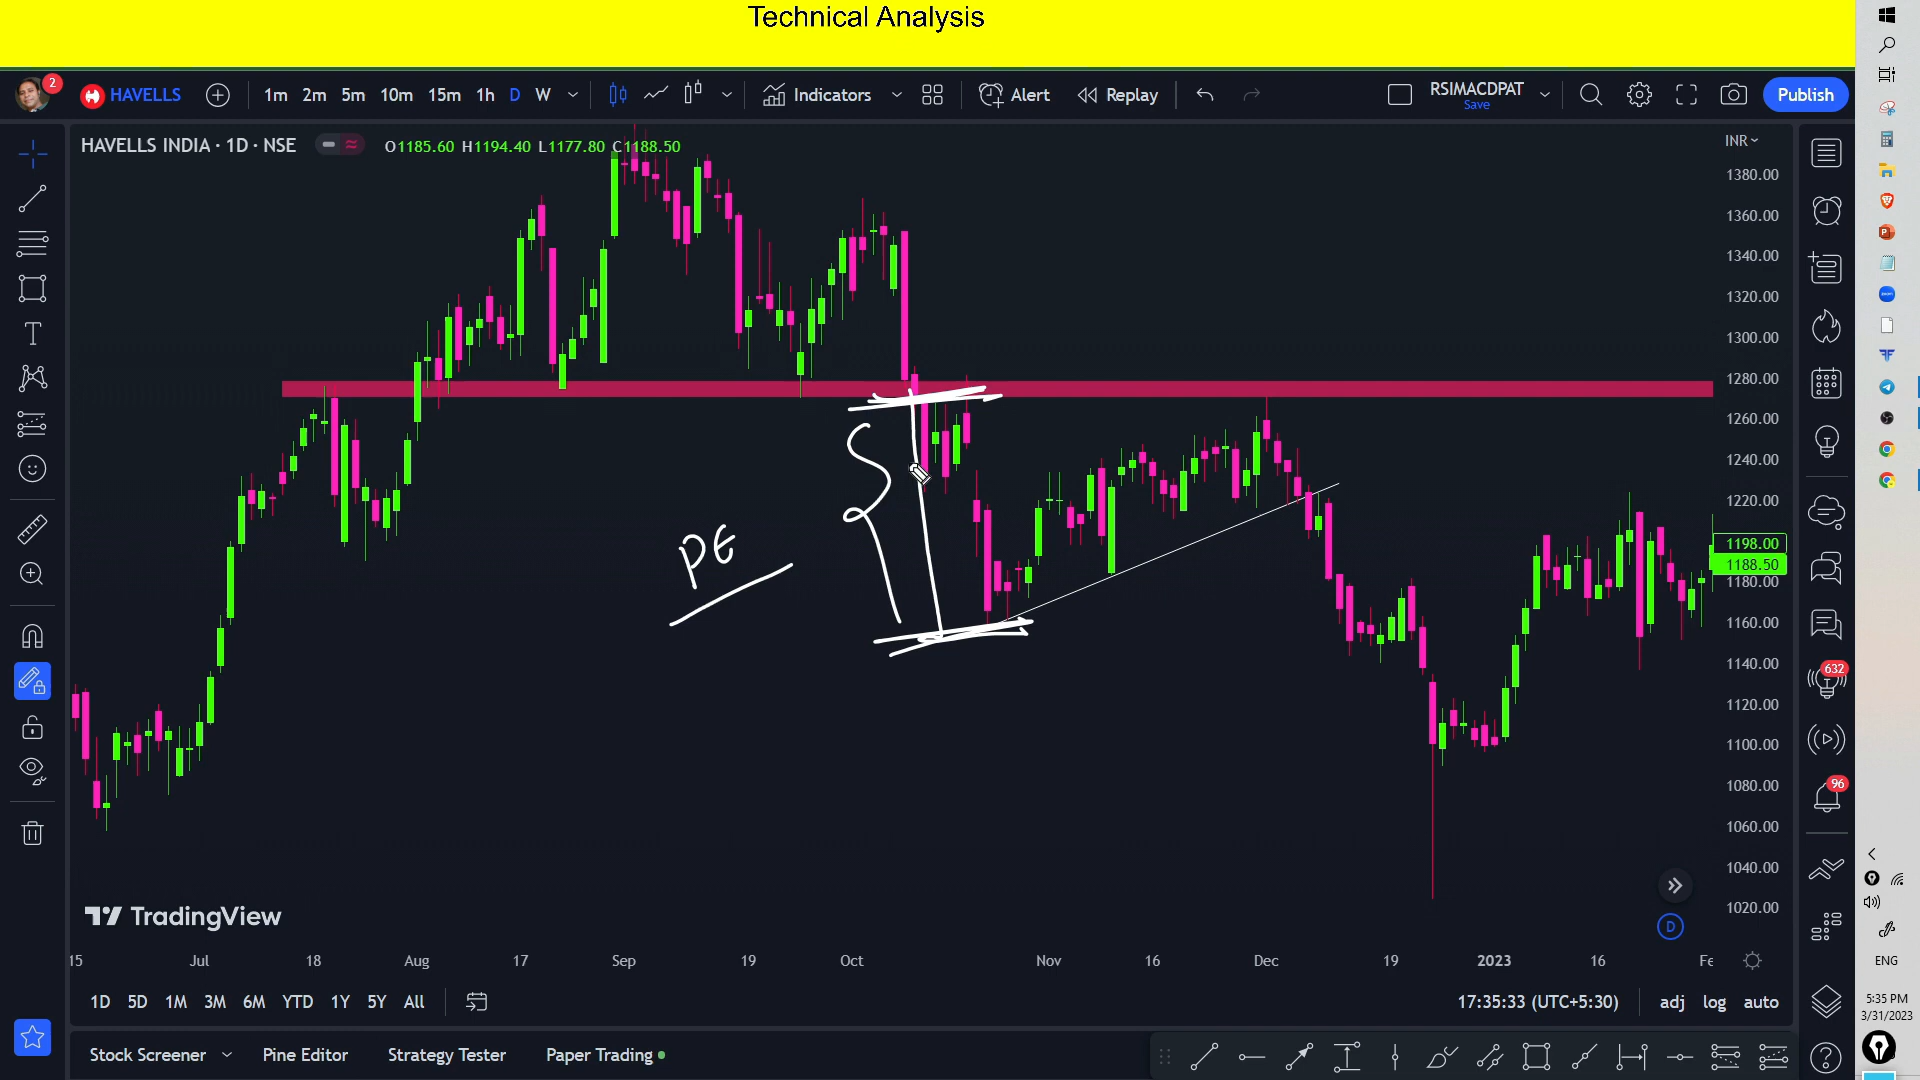 Technical Analysis
2
HAVELLS
1m 2m 5m 10m 15m 1h D W
Indicators
Alert
Replay
RSIMACDPAT
Save
Publish
HAVELLS INDIA · 1D · NSE
O1185.60 H1194.40 L1177.80 C1188.50
INR
1380.00
1360.00
1340.00
1320.00
1300.00
1280.00
1260.00
1240.00
1220.00
1198.00
1188.50
1180.00
1160.00
1140.00
1120.00
1100.00
1080.00
1060.00
1040.00
1020.00
PE
632
96
TradingView
D
15 Jul 18 Aug 17 Sep 19 Oct Nov 16 Dec 19 2023 16 Fe
1D 5D 1M 3M 6M YTD 1Y 5Y All
17:35:33 (UTC+5:30)
adj log auto
Stock Screener
Pine Editor
Strategy Tester
Paper Trading
ENG
5:35 PM
3/31/2023